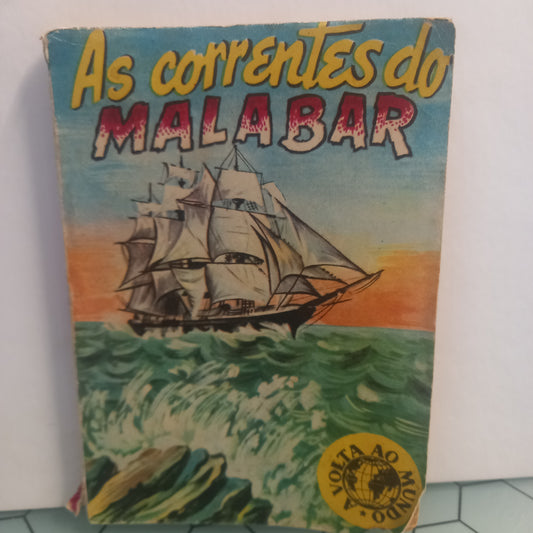 As correntes do
MALABAR
A VOLTA AO MUNDO